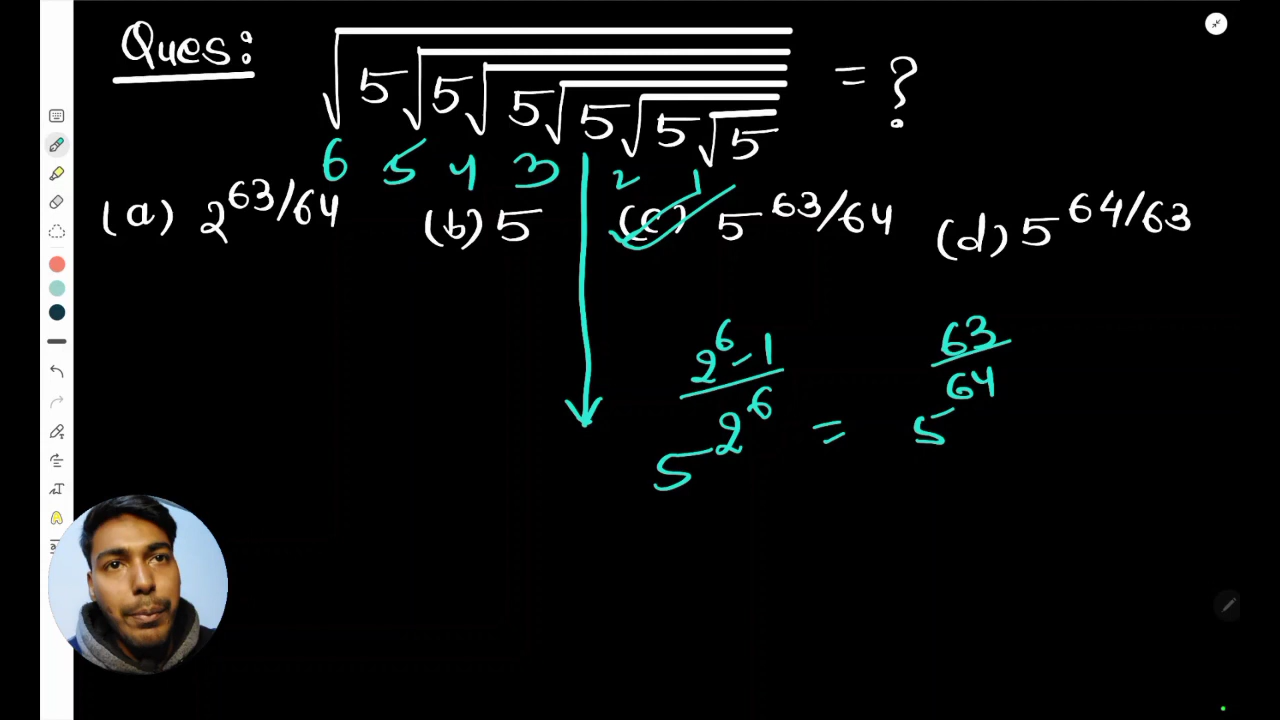 Ques: √5√5√5√5√5√5 = ?
6 5 4 3 2 1
(a) 2^63/64 (b) 5 (c) 5^63/64 (d) 5^64/63
5^(2^6-1)/(2^6) = 5^63/64